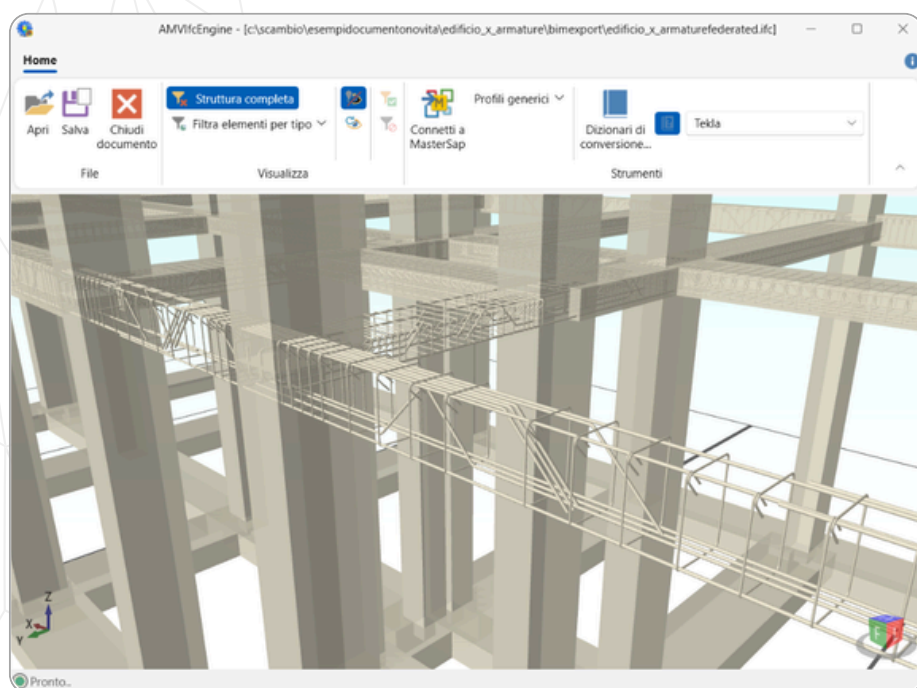 AMVIfcEngine - [c:\scambio\esempidocumentonovita\edificio_x_armature\bimexport\edificio_x_armaturefederated.ifc]
Home
Apri
Salva
Chiudi
documento
File
Struttura completa
Filtra elementi per tipo
Visualizza
Connetti a
MasterSap
Profili generici
Dizionari di
conversione...
Tekla
Strumenti
Z
X
Y
F
Pronto..